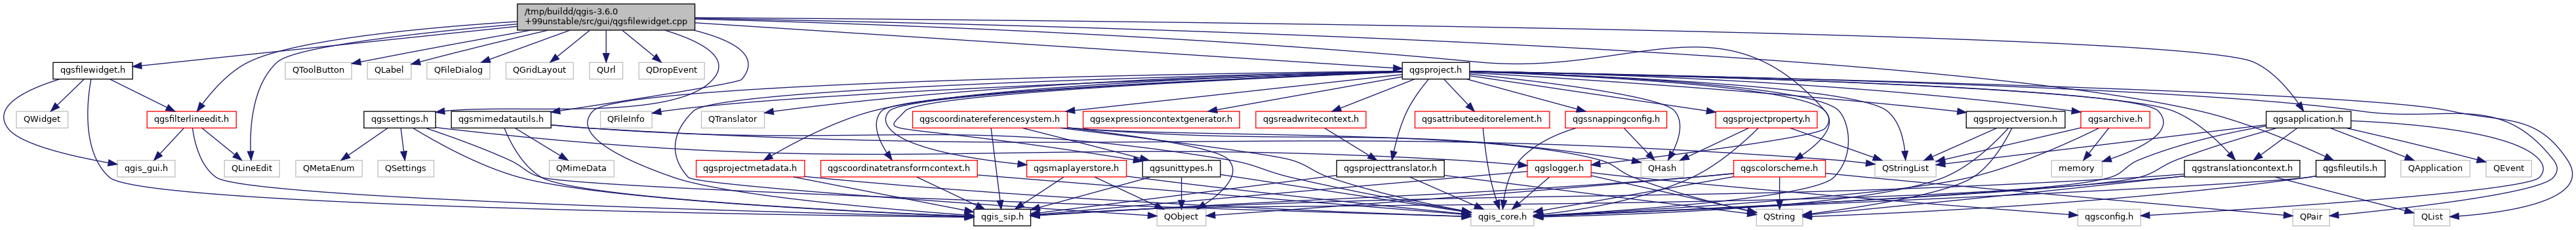 /tmp/buildd/qgis-3.6.0
+99unstable/src/gui/qgsfilewidget.cpp
qgsfilewidget.h
QToolButton
QLabel
QFileDialog
QGridLayout
QUrl
QDropEvent
qgsproject.h
QWidget
qgsfilterlineedit.h
qgssettings.h
qgsmimedatautils.h
QFileInfo
QTranslator
qgscoordinatereferencesystem.h
qgsexpressioncontextgenerator.h
qgsreadwritecontext.h
qgsattributeeditorelement.h
qgssnappingconfig.h
qgsprojectproperty.h
qgsprojectversion.h
qgsarchive.h
qgsapplication.h
qgis_gui.h
QLineEdit
QMetaEnum
QSettings
QMimeData
qgsprojectmetadata.h
qgscoordinatetransformcontext.h
qgsmaplayerstore.h
qgsunittypes.h
qgsprojecttranslator.h
qgslogger.h
QHash
qgscolorscheme.h
QStringList
memory
qgstranslationcontext.h
qgsfileutils.h
QApplication
QEvent
qgis_sip.h
QObject
qgis_core.h
QString
qgsconfig.h
QPair
QList